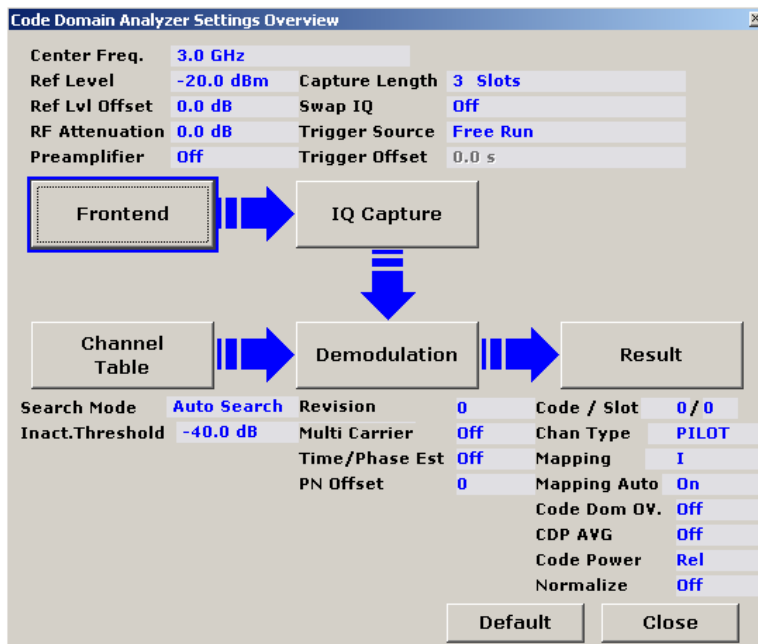 Code Domain Analyzer Settings Overview
Center Freq. 3.0 GHz
Ref Level -20.0 dBm Capture Length 3 Slots
Ref Lvl Offset 0.0 dB Swap IQ Off
RF Attenuation 0.0 dB Trigger Source Free Run
Preamplifier Off Trigger Offset 0.0 s
Frontend IQ Capture
Channel Table Demodulation Result
Search Mode Auto Search Revision 0 Code / Slot 0/0
Inact.Threshold -40.0 dB Multi Carrier Off Chan Type PILOT
Time/Phase Est Off Mapping I
PN Offset 0 Mapping Auto On
Code Dom OV. Off
CDP AVG Off
Code Power Rel
Normalize Off
Default Close